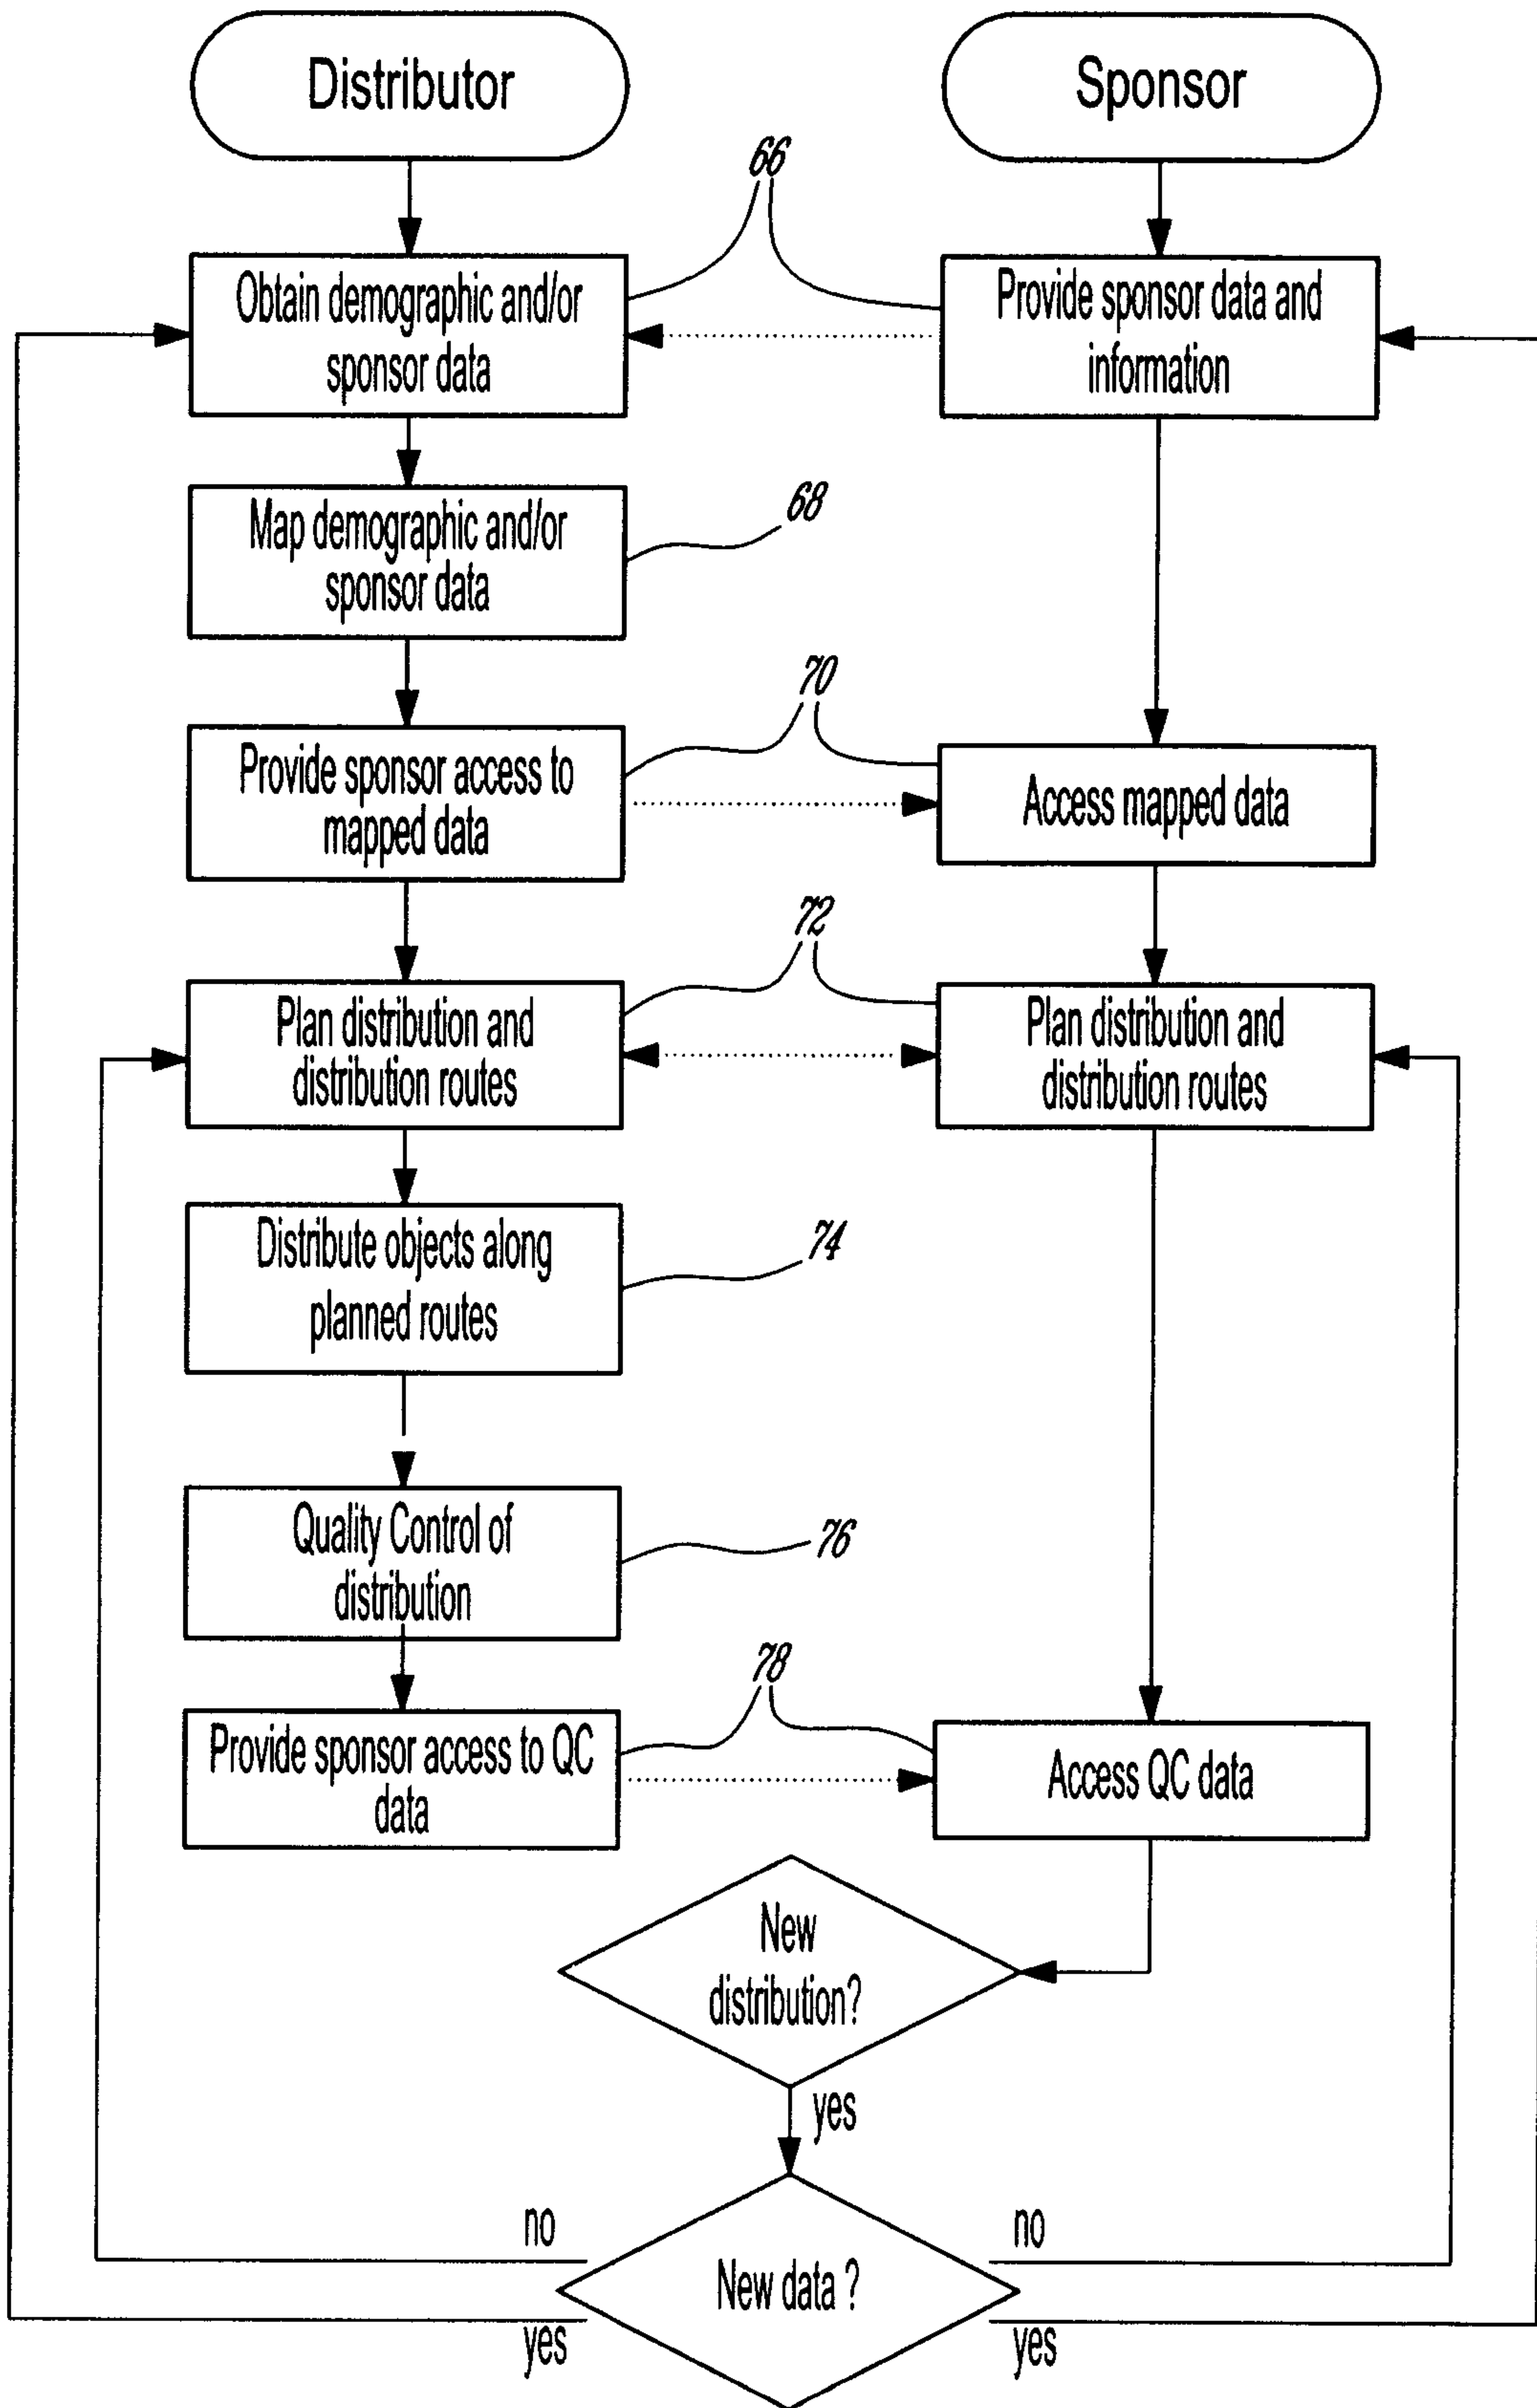 Distributor
Sponsor
66
Obtain demographic and/or
sponsor data
Provide sponsor data and
information
Map demographic and/or
sponsor data
68
70
Provide sponsor access to
mapped data
Access mapped data
72
Plan distribution and
distribution routes
Plan distribution and
distribution routes
Distribute objects along
planned routes
74
Quality Control of
distribution
76
78
Provide sponsor access to QC
data
Access QC data
New
distribution?
yes
no
no
New data ?
yes
yes